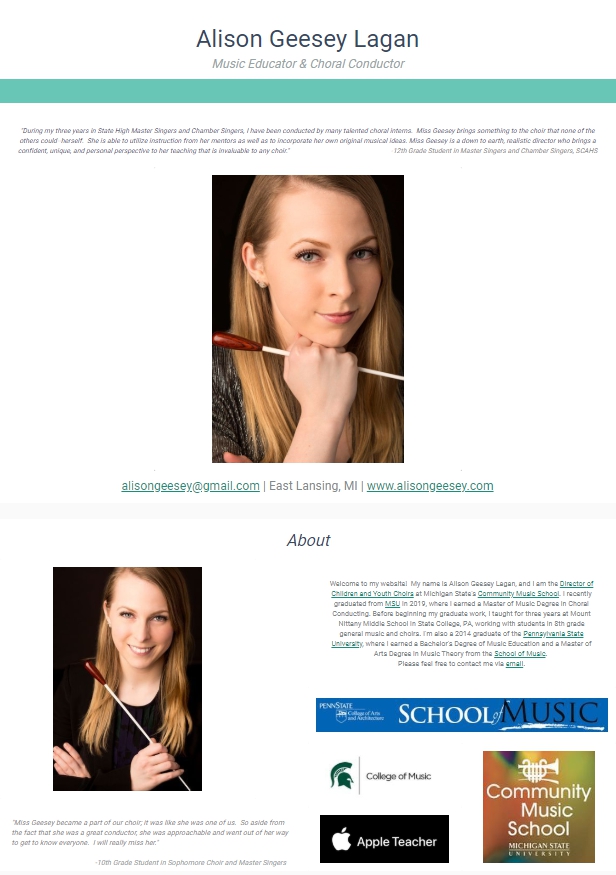 Alison Geesey Lagan
Music Educator & Choral Conductor
"During my three years in State High Master Singers and Chamber Singers, I have been conducted by many talented choral interns.  Miss Geesey brings something to the choir that none of the
others could- herself.  She is able to utilize instruction from her mentors as well as to incorporate her own original musical ideas. Miss Geesey is a down to earth, realistic director who brings a
confident, unique, and personal perspective to her teaching that is invaluable to any choir."
-12th Grade Student in Master Singers and Chamber Singers, SCAHS
alisongeesey@gmail.com | East Lansing, MI | www.alisongeesey.com
About
Welcome to my website!  My name is Alison Geesey Lagan, and I am the Director of
Children and Youth Choirs at Michigan State's Community Music School. I recently
graduated from MSU in 2019, where I earned a Master of Music Degree in Choral
Conducting. Before beginning my graduate work, I taught for three years at Mount
Nittany Middle School in State College, PA, working with students in 8th grade
general music and choirs. I'm also a 2014 graduate of the Pennsylvania State
University, where I earned a Bachelor's Degree of Music Education and a Master of
Arts Degree in Music Theory from the School of Music.
Please feel free to contact me via email.
PENNSTATE
College of Arts
and Architecture
SCHOOL of MUSIC
College of Music
Community
Music
School
MICHIGAN STATE
UNIVERSITY
Apple Teacher
"Miss Geesey became a part of our choir; it was like she was one of us.  So aside from
the fact that she was a great conductor, she was approachable and went out of her way
to get to know everyone.  I will really miss her."
-10th Grade Student in Sophomore Choir and Master Singers